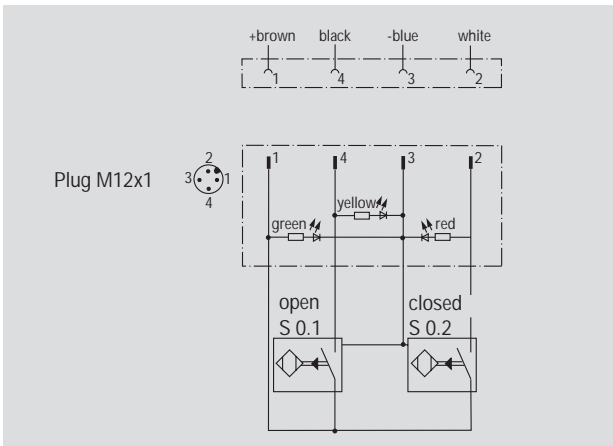 +brown black -blue white
1 4 3 2
Plug M12x1
2
3 1
4
1 4 3 2
yellow
green red
open closed
S 0.1 S 0.2